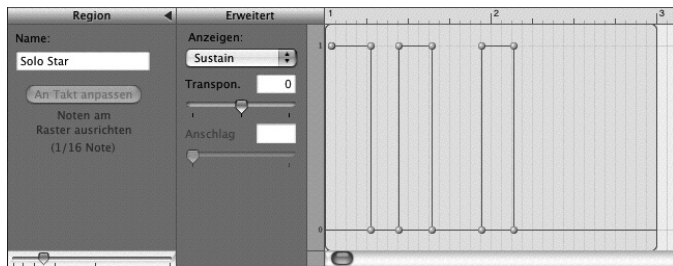 Region
Erweitert
1
2
3
Name:
Solo Star
An Takt anpassen
Noten am
Raster ausrichten
(1/16 Note)
Anzeigen:
Sustain
Transpon. 0
Anschlag
1
0